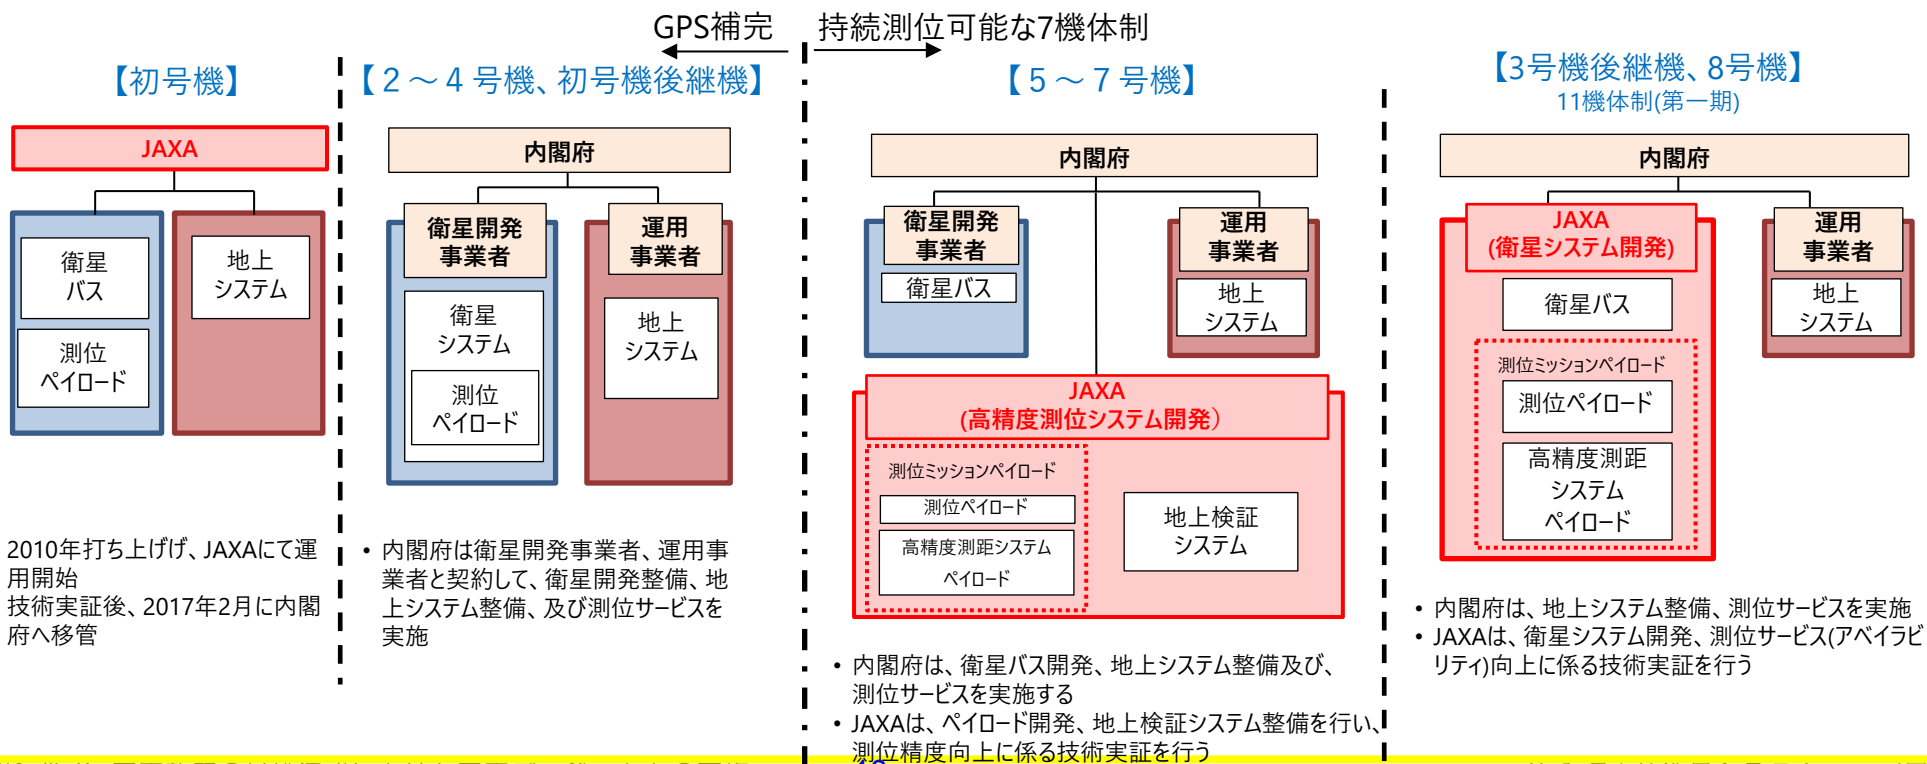 GPS補完
持続測位可能な7機体制
【初号機】
JAXA
衛星
バス
測位
ペイロード
地上
システム
2010年打ち上げげ、JAXAにて運
用開始
技術実証後、2017年2月に内閣
府へ移管
【２～４号機、初号機後継機】
内閣府
衛星開発
事業者
衛星
システム
測位
ペイロード
運用
事業者
地上
システム
• 内閣府は衛星開発事業者、運用事
業者と契約して、衛星開発整備、地
上システム整備、及び測位サービスを
実施
【５～７号機】
内閣府
衛星開発
事業者
衛星バス
運用
事業者
地上
システム
JAXA
(高精度測位システム開発）
測位ミッションペイロード
測位ペイロード
高精度測距システム
ペイロード
地上検証
システム
• 内閣府は、衛星バス開発、地上システム整備及び、
測位サービスを実施する
• JAXAは、ペイロード開発、地上検証システム整備を行い、
測位精度向上に係る技術実証を行う
【3号機後継機、8号機】
11機体制(第一期)
内閣府
JAXA
(衛星システム開発)
衛星バス
測位ミッションペイロード
測位ペイロード
高精度測距
システム
ペイロード
運用
事業者
地上
システム
• 内閣府は、地上システム整備、測位サービスを実施
• JAXAは、衛星システム開発、測位サービス(アベイラビ
リティ)向上に係る技術実証を行う